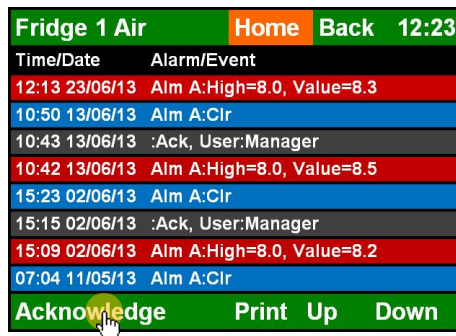 Fridge 1 Air Home Back 12:23
Time/Date Alarm/Event
12:13 23/06/13 Alm A:High=8.0, Value=8.3
10:50 13/06/13 Alm A:Clr
10:43 13/06/13 :Ack, User:Manager
10:42 13/06/13 Alm A:High=8.0, Value=8.5
15:23 02/06/13 Alm A:Clr
15:15 02/06/13 :Ack, User:Manager
15:09 02/06/13 Alm A:High=8.0, Value=8.2
07:04 11/05/13 Alm A:Clr
Acknowledge Print Up Down